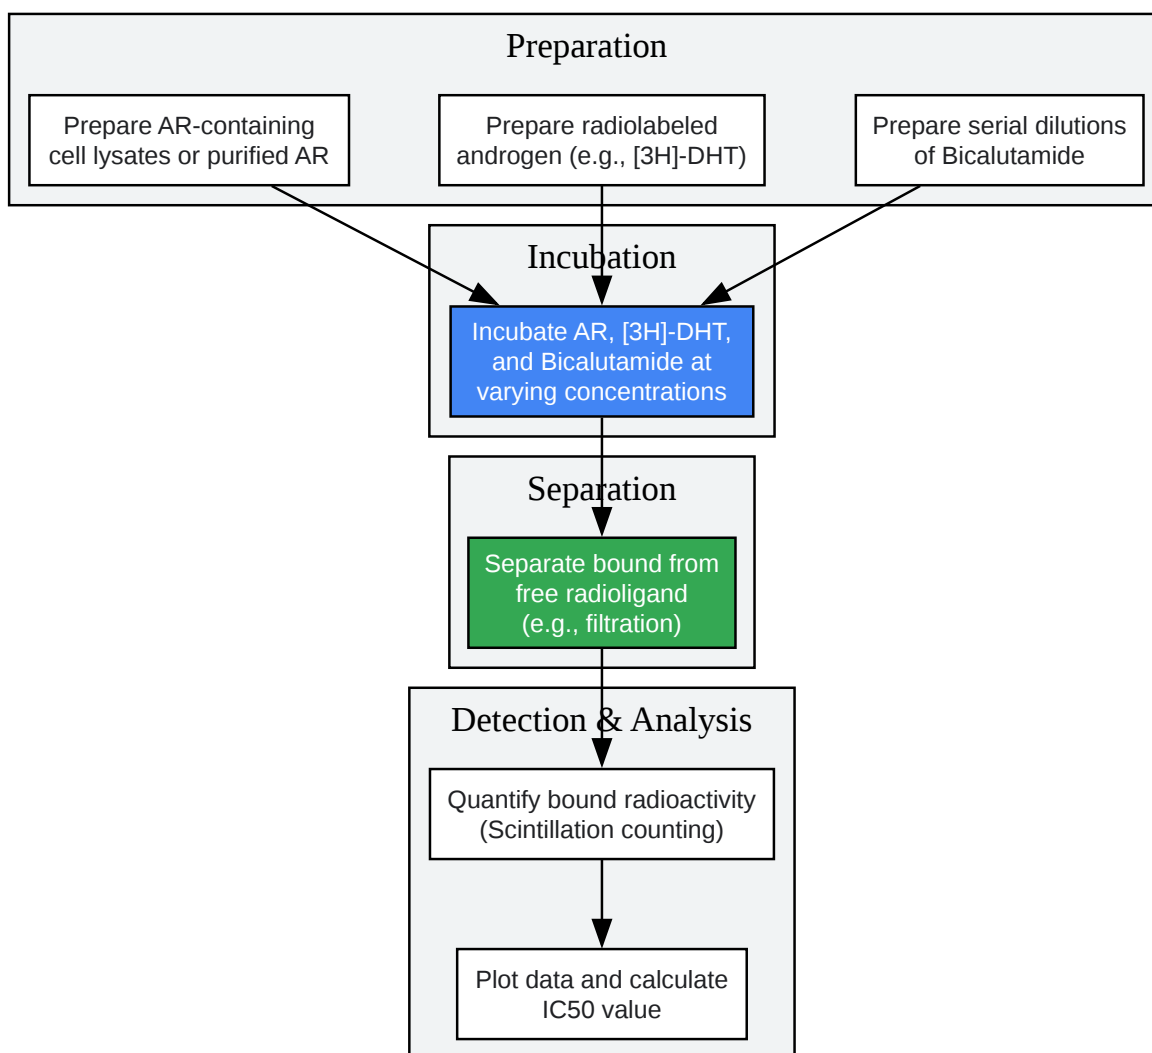 Preparation
Prepare AR-containing
cell lysates or purified AR
Prepare radiolabeled
androgen (e.g., [3H]-DHT)
Prepare serial dilutions
of Bicalutamide
Incubation
Incubate AR, [3H]-DHT,
and Bicalutamide at
varying concentrations
Separation
Separate bound from
free radioligand
(e.g., filtration)
Detection & Analysis
Quantify bound radioactivity
(Scintillation counting)
Plot data and calculate
IC50 value